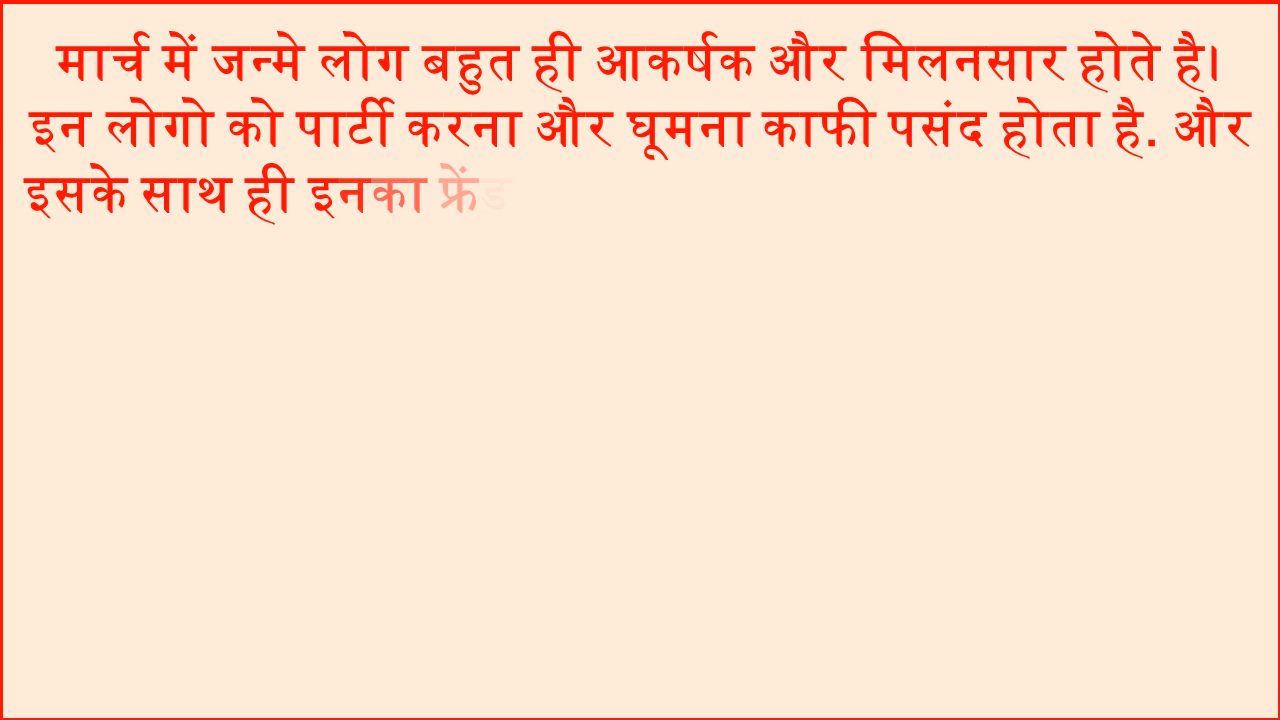 मार्च में जन्मे लोग बहुत ही आकर्षक और मिलनसार होते है।
इन लोगो को पार्टी करना और घूमना काफी पसंद होता है. और
इसके साथ ही इनका फ्रेंड